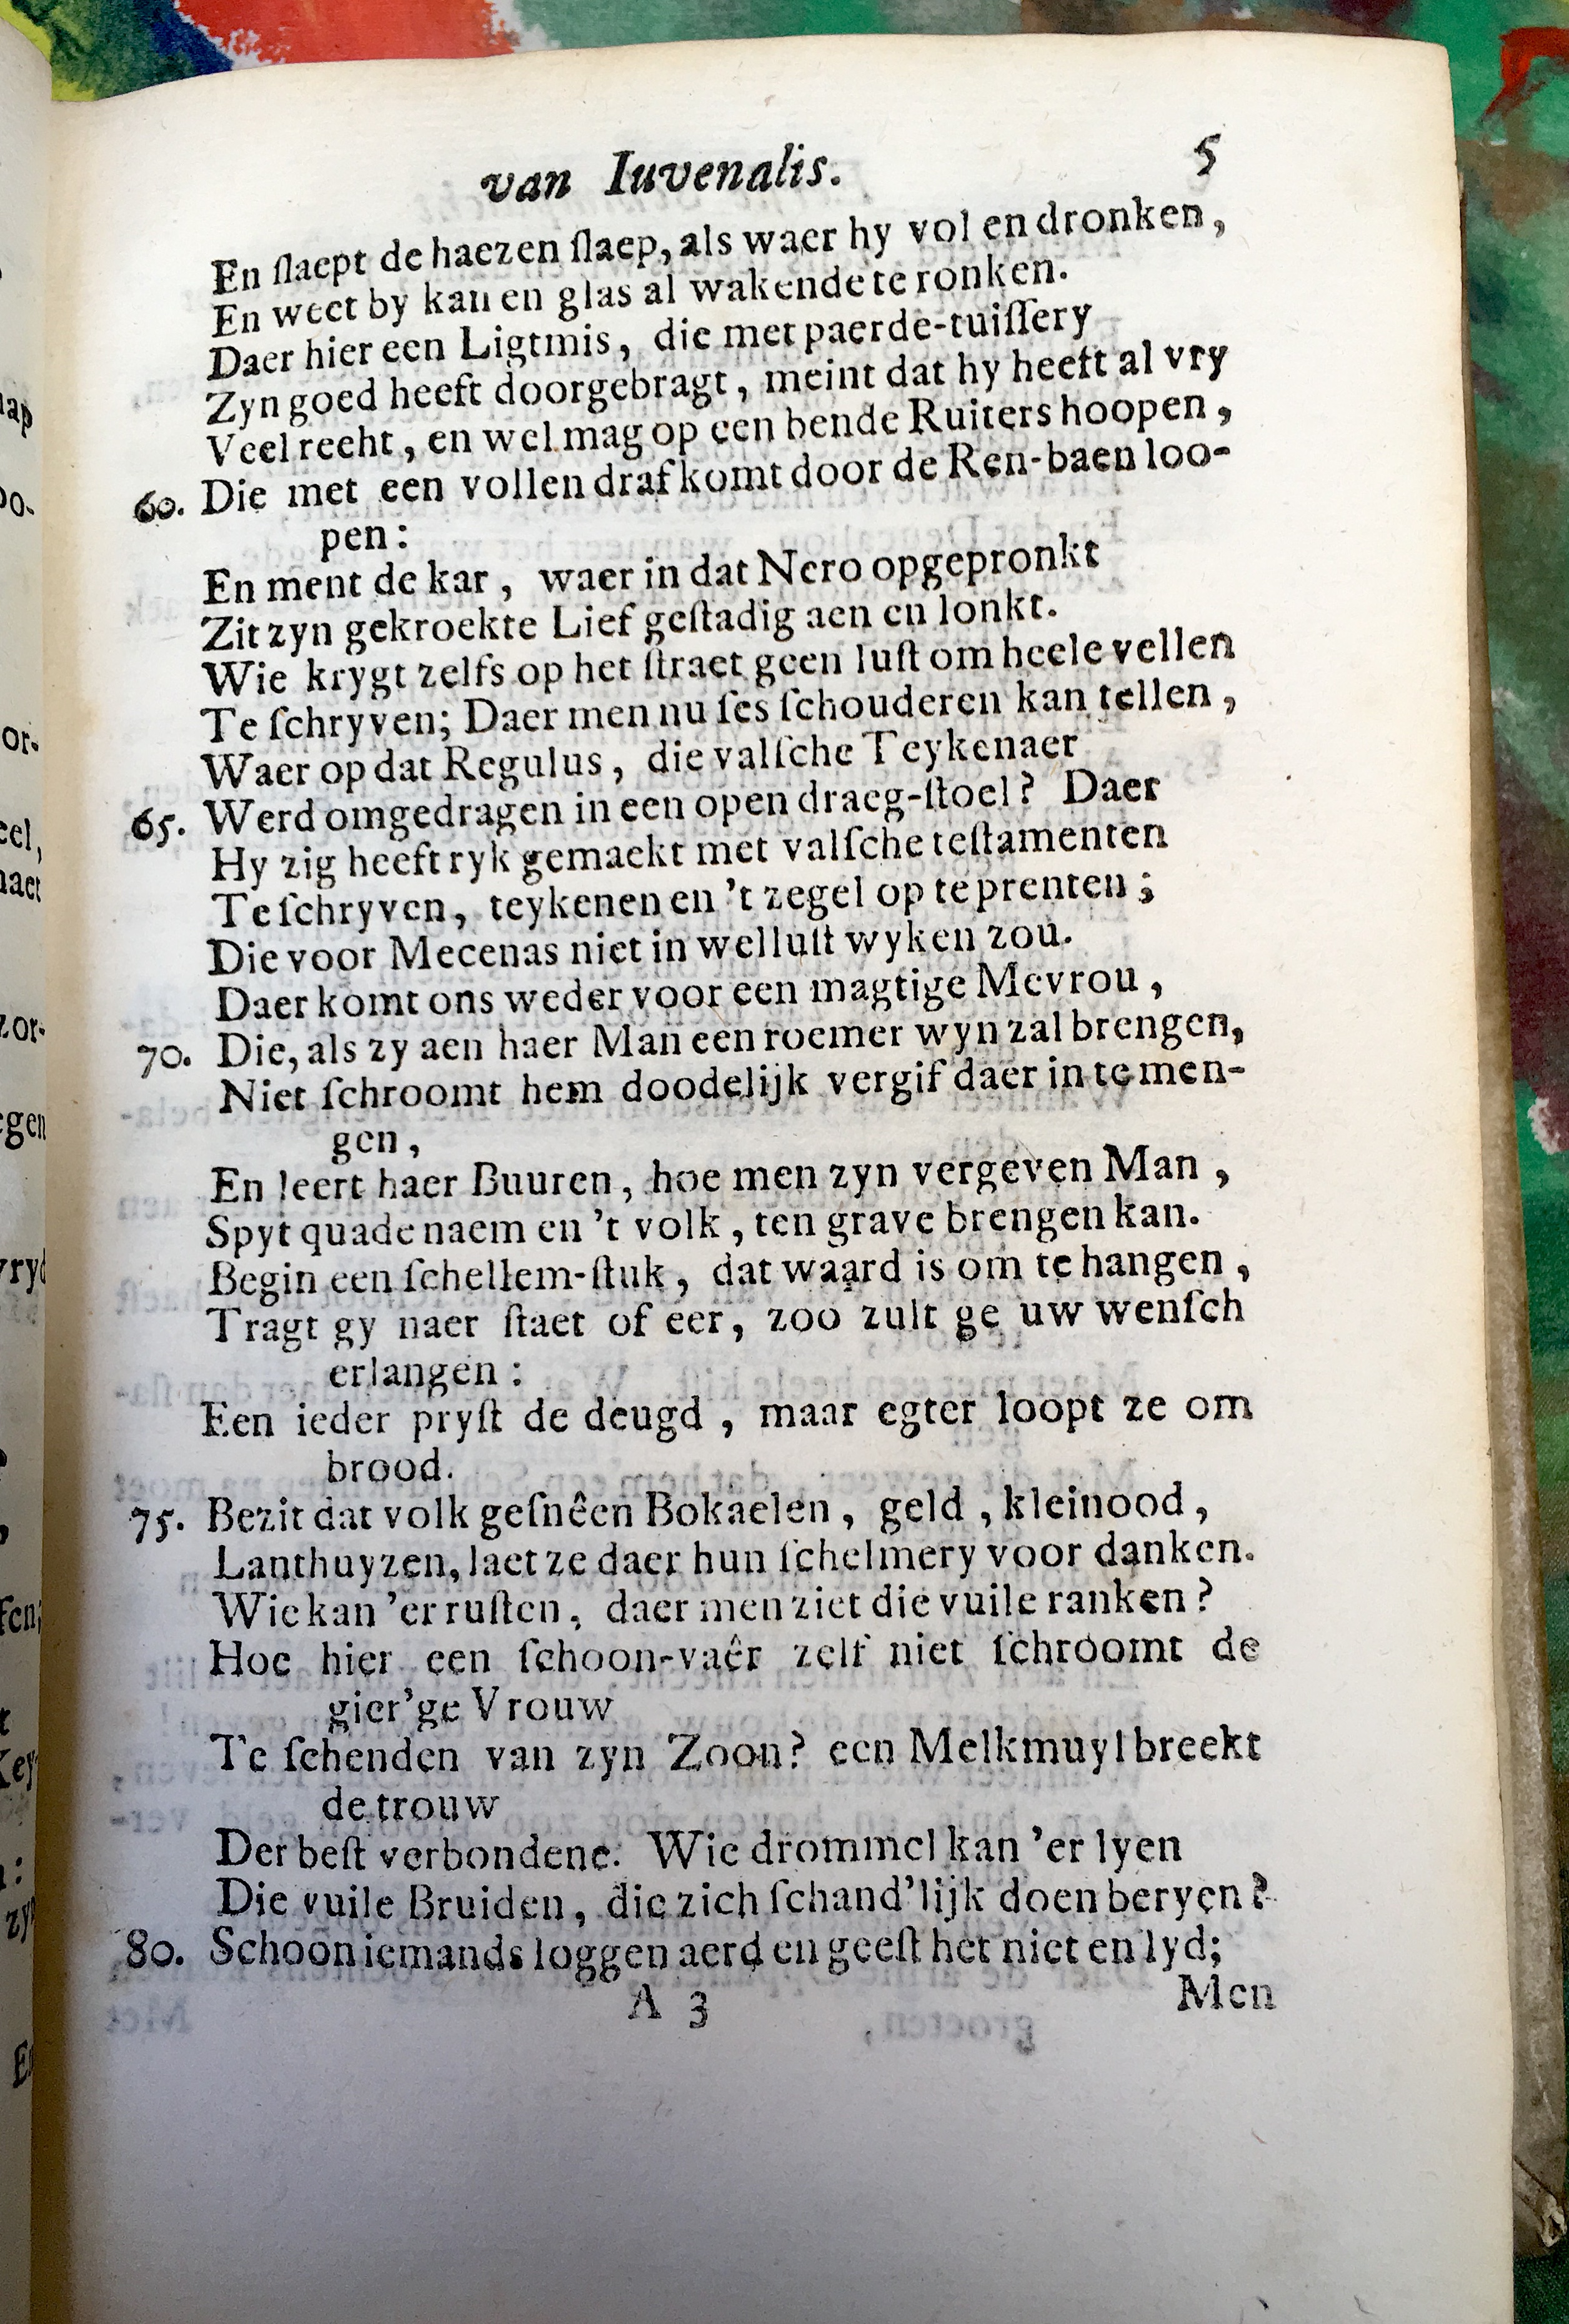 van Iuvenalis. 5
En ſlaept de haezen ſlaep, als waer hy vol en dronken,
En weet by kan en glas al wakende te ronken.
Daer hier een Ligtmis, die met paerde-tuiſſery
Zyn goed heeft doorgebragt, meint dat hy heeft al vry
Veel recht, en wel mag op een bende Ruiters hoopen,
60. Die met een vollen draf komt door de Ren-baen loo-
pen:
En ment de kar, waer in dat Nero opgepronkt
Zit zyn gekroekte Lief geſtadig aen en lonkt.
Wie krygt zelfs op het ſtraet geen luſt om heele vellen
Te ſchryven; Daer men nu ſes ſchouderen kan tellen,
Waer op dat Regulus, die valſche Teykenaer
65. Werd omgedragen in een open draeg-ſtoel? Daer
Hy zig heeft ryk gemaekt met valſche teſtamenten
Te ſchryven, teykenen en 't zegel op te prenten;
Die voor Mecenas niet in welluſt wyken zou.
Daer komt ons weder voor een magtige Mevrou,
70. Die, als zy aen haer Man een roemer wyn zal brengen,
Niet ſchroomt hem doodelijk vergif daer in te men-
gen,
En leert haer Buuren, hoe men zyn vergeven Man,
Spyt quade naem en 't volk, ten grave brengen kan.
Begin een ſchellem-ſtuk, dat waard is om te hangen,
Tragt gy naer ſtaet of eer, zoo zult ge uw wenſch
erlangen:
Een ieder pryſt de deugd, maar egter loopt ze om
brood.
75. Bezit dat volk geſnêen Bokaelen, geld, kleinood,
Lanthuyzen, laet ze daer hun ſchelmery voor danken.
Wie kan 'er ruſten, daer men ziet die vuile ranken?
Hoe hier een ſchoon-vaêr zelf niet ſchroomt de
gier'ge Vrouw
Te ſchenden van zyn Zoon? een Melkmuyl breekt
de trouw
Der beſt verbondene. Wie drommel kan 'er lyen
Die vuile Bruiden, die zich ſchand'lijk doen beryen?
80. Schoon iemands loggen aerd en geeſt het niet en lyd;
A 3 Men